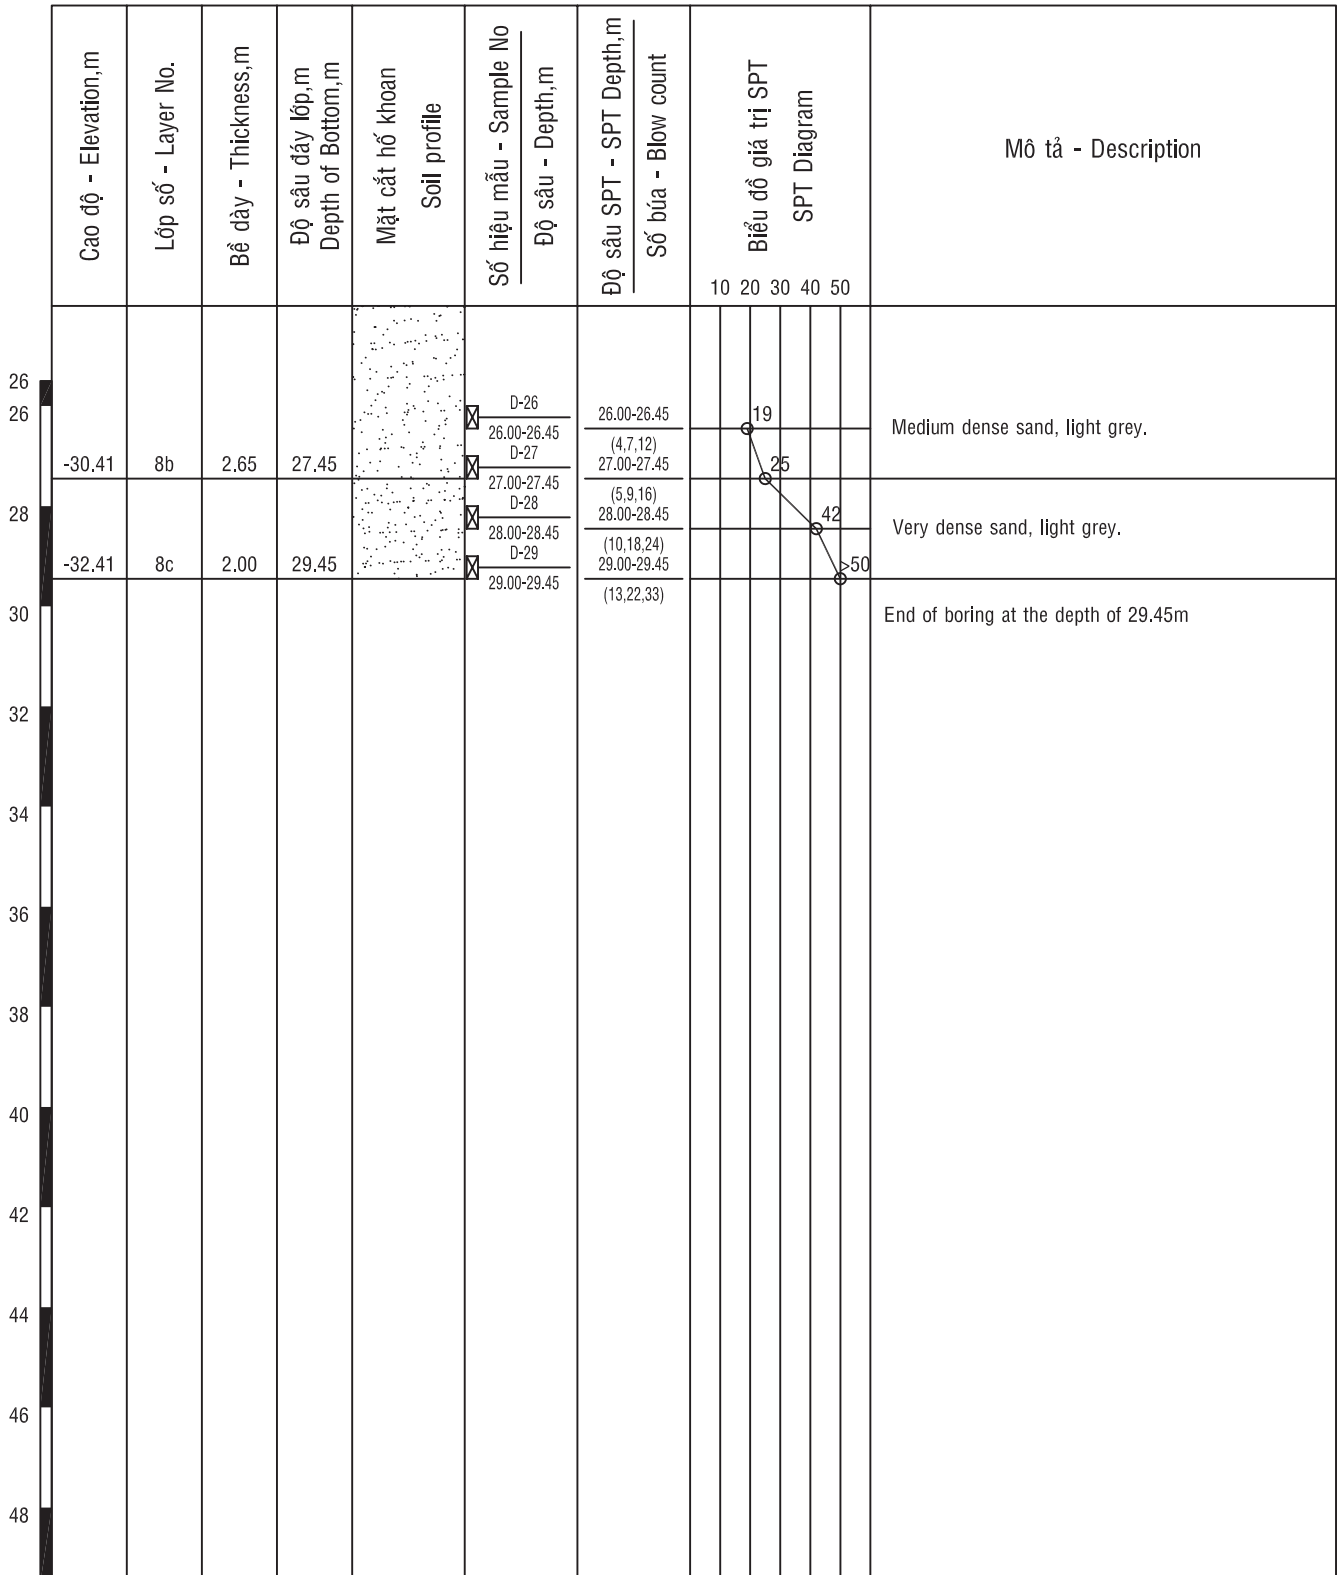 Cao độ - Elevation,m
Lớp số - Layer No.
Bề dày - Thickness,m
Độ sâu đáy lớp,m
Depth of Bottom,m
Mặt cắt hố khoan
Soil profile
Số hiệu mẫu - Sample No
Độ sâu - Depth,m
Độ sâu SPT - SPT Depth,m
Số búa - Blow count
Biểu đồ giá trị SPT
SPT Diagram
10 20 30 40 50
Mô tả - Description
26
26
D-26
26.00-26.45
26.00-26.45
(4,7,12)
19
Medium dense sand, light grey.
-30.41 8b 2.65 27.45
D-27
27.00-27.45
27.00-27.45
(5,9,16)
25
28
D-28
28.00-28.45
28.00-28.45
(10,18,24)
42
Very dense sand, light grey.
-32.41 8c 2.00 29.45
D-29
29.00-29.45
29.00-29.45
(13,22,33)
>50
30
End of boring at the depth of 29.45m
32
34
36
38
40
42
44
46
48